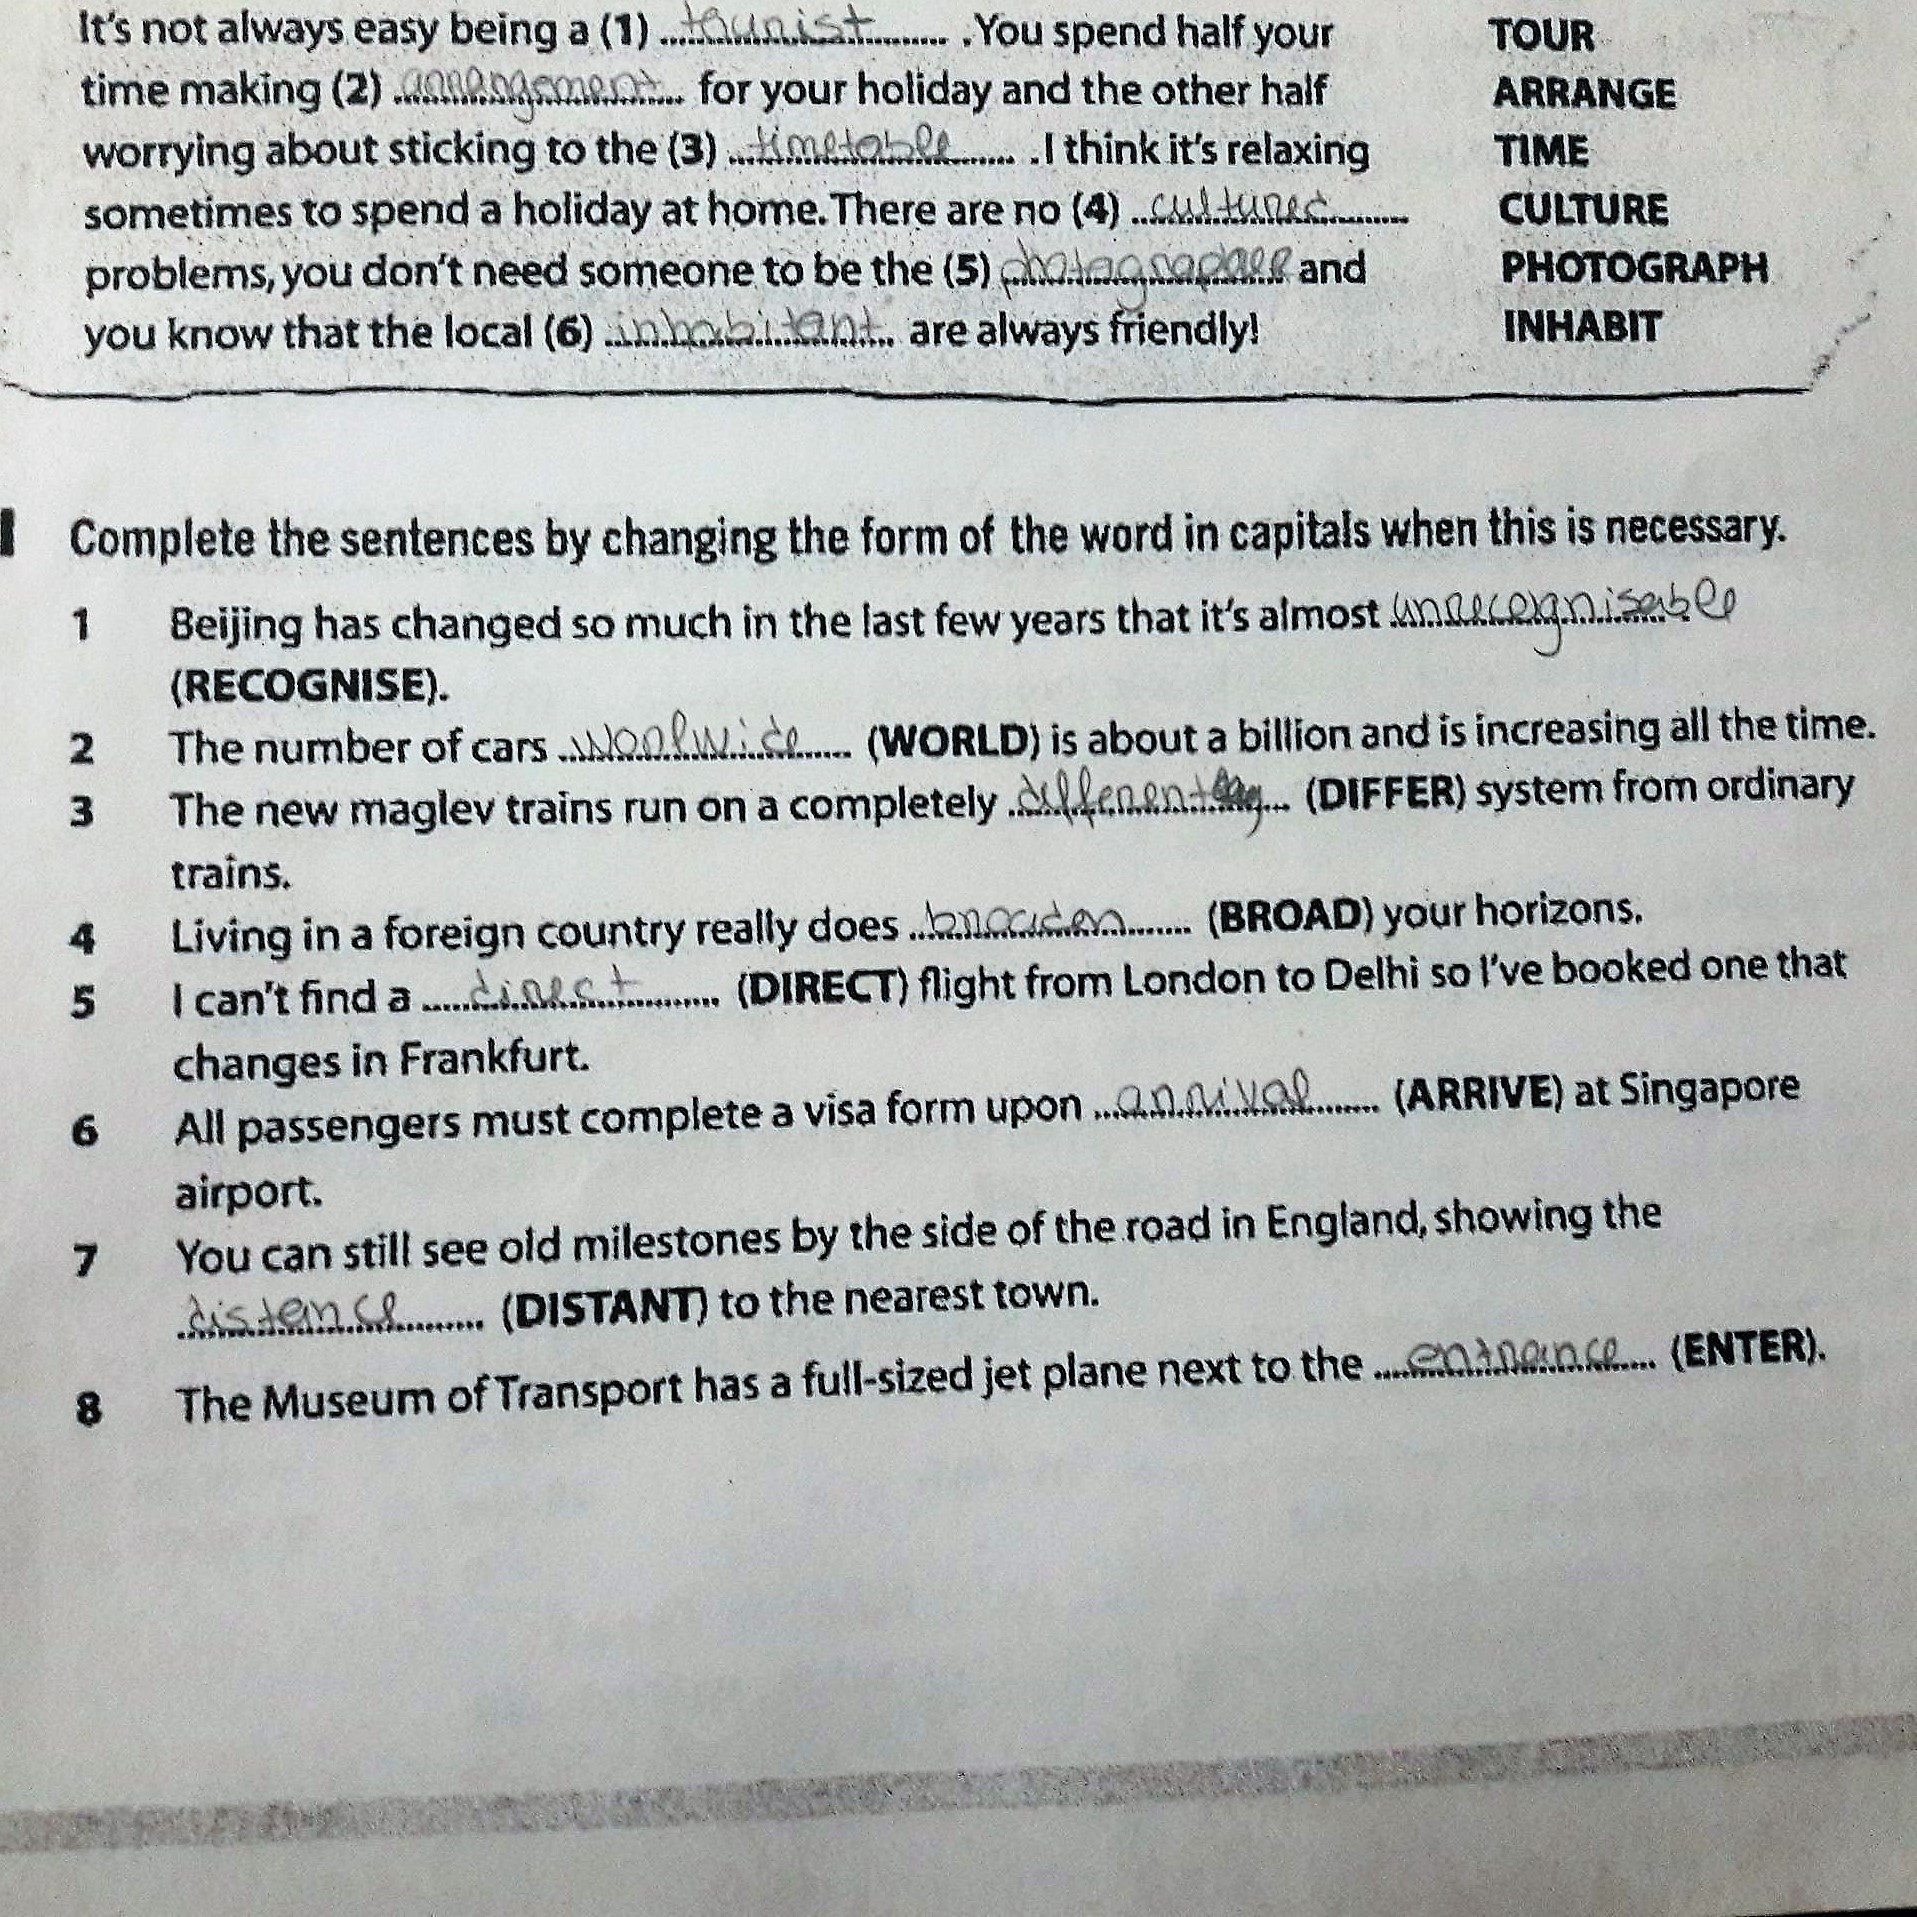 It's not always easy being a (1) tourist . You spend half your TOUR
time making (2) arrangement for your holiday and the other half ARRANGE
worrying about sticking to the (3) timetable . I think it's relaxing TIME
sometimes to spend a holiday at home. There are no (4) CULTURE
problems, you don't need someone to be the (5) and PHOTOGRAPH
you know that the local (6) inhabitant are always friendly! INHABIT
Complete the sentences by changing the form of the word in capitals when this is necessary.
1 Beijing has changed so much in the last few years that it's almost
(RECOGNISE).
2 The number of cars (WORLD) is about a billion and is increasing all the time.
3 The new maglev trains run on a completely (DIFFER) system from ordinary
trains.
4 Living in a foreign country really does broaden (BROAD) your horizons.
5 I can't find a direct (DIRECT) flight from London to Delhi so I've booked one that
changes in Frankfurt.
6 All passengers must complete a visa form upon arrival (ARRIVE) at Singapore
airport.
7 You can still see old milestones by the side of the road in England, showing the
distance (DISTANT) to the nearest town.
8 The Museum of Transport has a full-sized jet plane next to the entrance (ENTER).